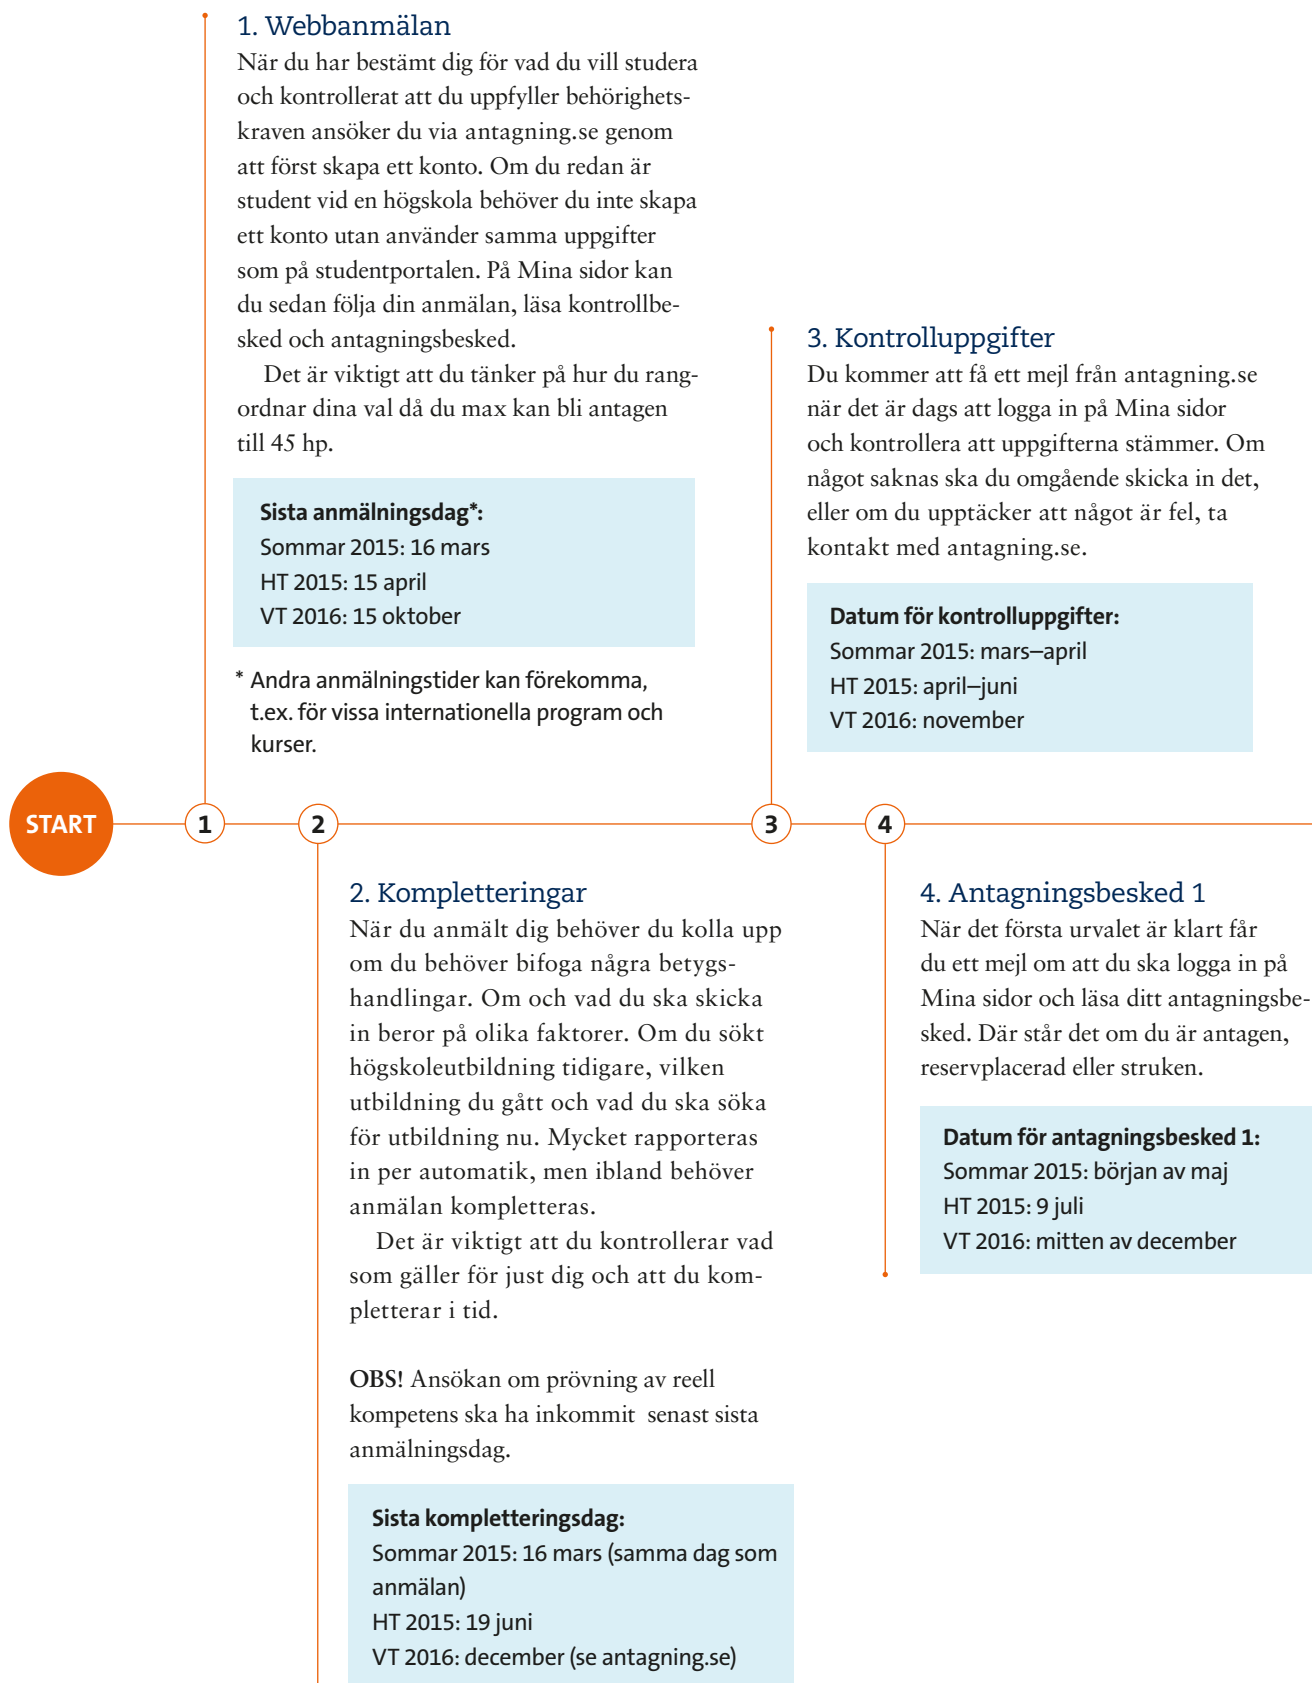 1. Webbanmälan
När du har bestämt dig för vad du vill studera
och kontrollerat att du uppfyller behörighets-
kraven ansöker du via antagning.se genom
att först skapa ett konto. Om du redan är
student vid en högskola behöver du inte skapa
ett konto utan använder samma uppgifter
som på studentportalen. På Mina sidor kan
du sedan följa din anmälan, läsa kontrollbe-
sked och antagningsbesked.
Det är viktigt att du tänker på hur du rang-
ordnar dina val då du max kan bli antagen
till 45 hp.
Sista anmälningsdag*:
Sommar 2015: 16 mars
HT 2015: 15 april
VT 2016: 15 oktober
* Andra anmälningstider kan förekomma,
t.ex. för vissa internationella program och
kurser.
3. Kontrolluppgifter
Du kommer att få ett mejl från antagning.se
när det är dags att logga in på Mina sidor
och kontrollera att uppgifterna stämmer. Om
något saknas ska du omgående skicka in det,
eller om du upptäcker att något är fel, ta
kontakt med antagning.se.
Datum för kontrolluppgifter:
Sommar 2015: mars–april
HT 2015: april–juni
VT 2016: november
START
1
2
3
4
2. Kompletteringar
När du anmält dig behöver du kolla upp
om du behöver bifoga några betygs-
handlingar. Om och vad du ska skicka
in beror på olika faktorer. Om du sökt
högskoleutbildning tidigare, vilken
utbildning du gått och vad du ska söka
för utbildning nu. Mycket rapporteras
in per automatik, men ibland behöver
anmälan kompletteras.
Det är viktigt att du kontrollerar vad
som gäller för just dig och att du kom-
pletterar i tid.
OBS! Ansökan om prövning av reell
kompetens ska ha inkommit senast sista
anmälningsdag.
Sista kompletteringsdag:
Sommar 2015: 16 mars (samma dag som
anmälan)
HT 2015: 19 juni
VT 2016: december (se antagning.se)
4. Antagningsbesked 1
När det första urvalet är klart får
du ett mejl om att du ska logga in på
Mina sidor och läsa ditt antagningsbe-
sked. Där står det om du är antagen,
reservplacerad eller struken.
Datum för antagningsbesked 1:
Sommar 2015: början av maj
HT 2015: 9 juli
VT 2016: mitten av december